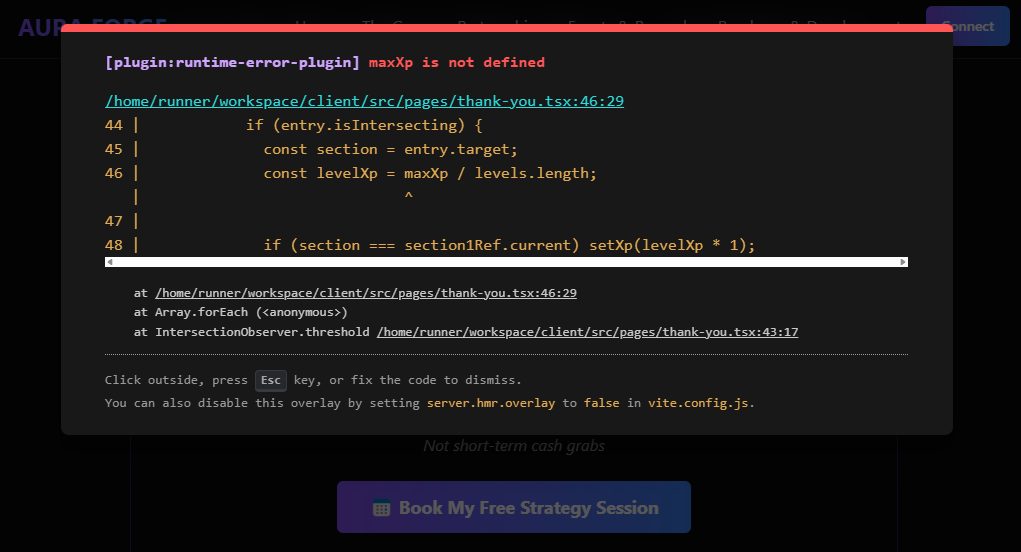 AURA FORGE
Connect
[plugin:runtime-error-plugin] maxXp is not defined
/home/runner/workspace/client/src/pages/thank-you.tsx:46:29
44 |            if (entry.isIntersecting) {
45 |              const section = entry.target;
46 |              const levelXp = maxXp / levels.length;
   |                              ^
47 |
48 |              if (section === section1Ref.current) setXp(levelXp * 1);
at /home/runner/workspace/client/src/pages/thank-you.tsx:46:29
at Array.forEach (<anonymous>)
at IntersectionObserver.threshold /home/runner/workspace/client/src/pages/thank-you.tsx:43:17
Click outside, press Esc key, or fix the code to dismiss.
You can also disable this overlay by setting server.hmr.overlay to false in vite.config.js.
Not short-term cash grabs
Book My Free Strategy Session